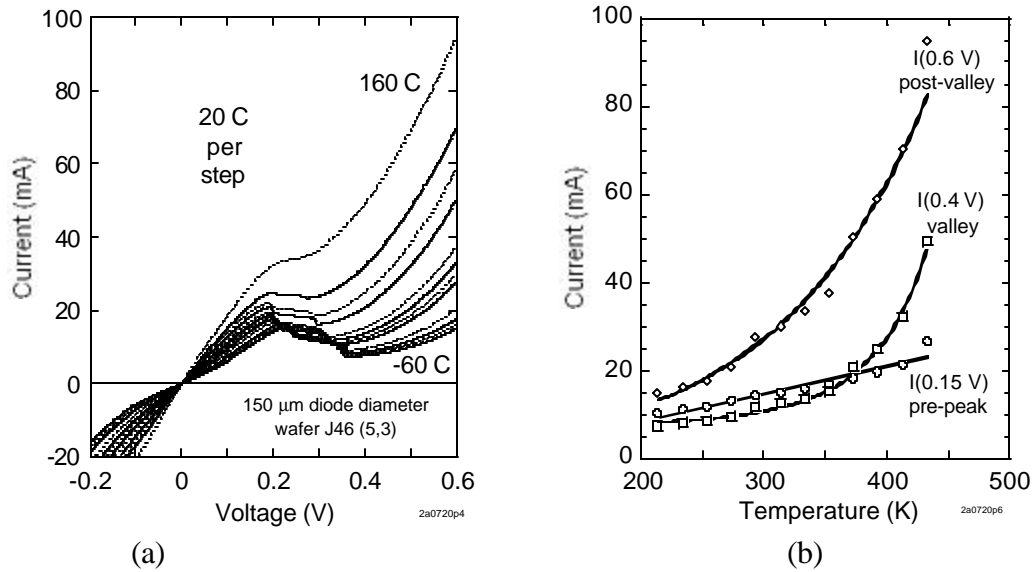 100
80
60
40
20
0
-20
Current (mA)
160 C
20 C
per
step
-60 C
150 µm diode diameter
wafer J46 (5,3)
-0.2
0
0.2
0.4
0.6
Voltage (V)
2a0720p4
(a)
100
80
60
40
20
0
Current (mA)
I(0.6 V)
post-valley
I(0.4 V)
valley
I(0.15 V)
pre-peak
200
300
400
500
Temperature (K)
2a0720p6
(b)